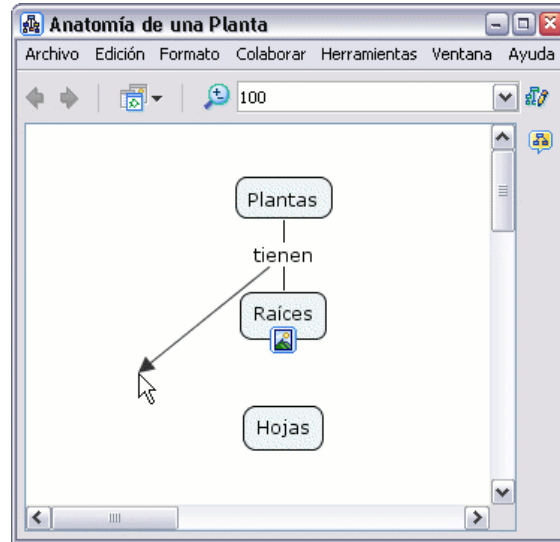 Anatomía de una Planta
Archivo Edición Formato Colaborar Herramientas Ventana Ayuda
100
Plantas
tienen
Raíces
Hojas